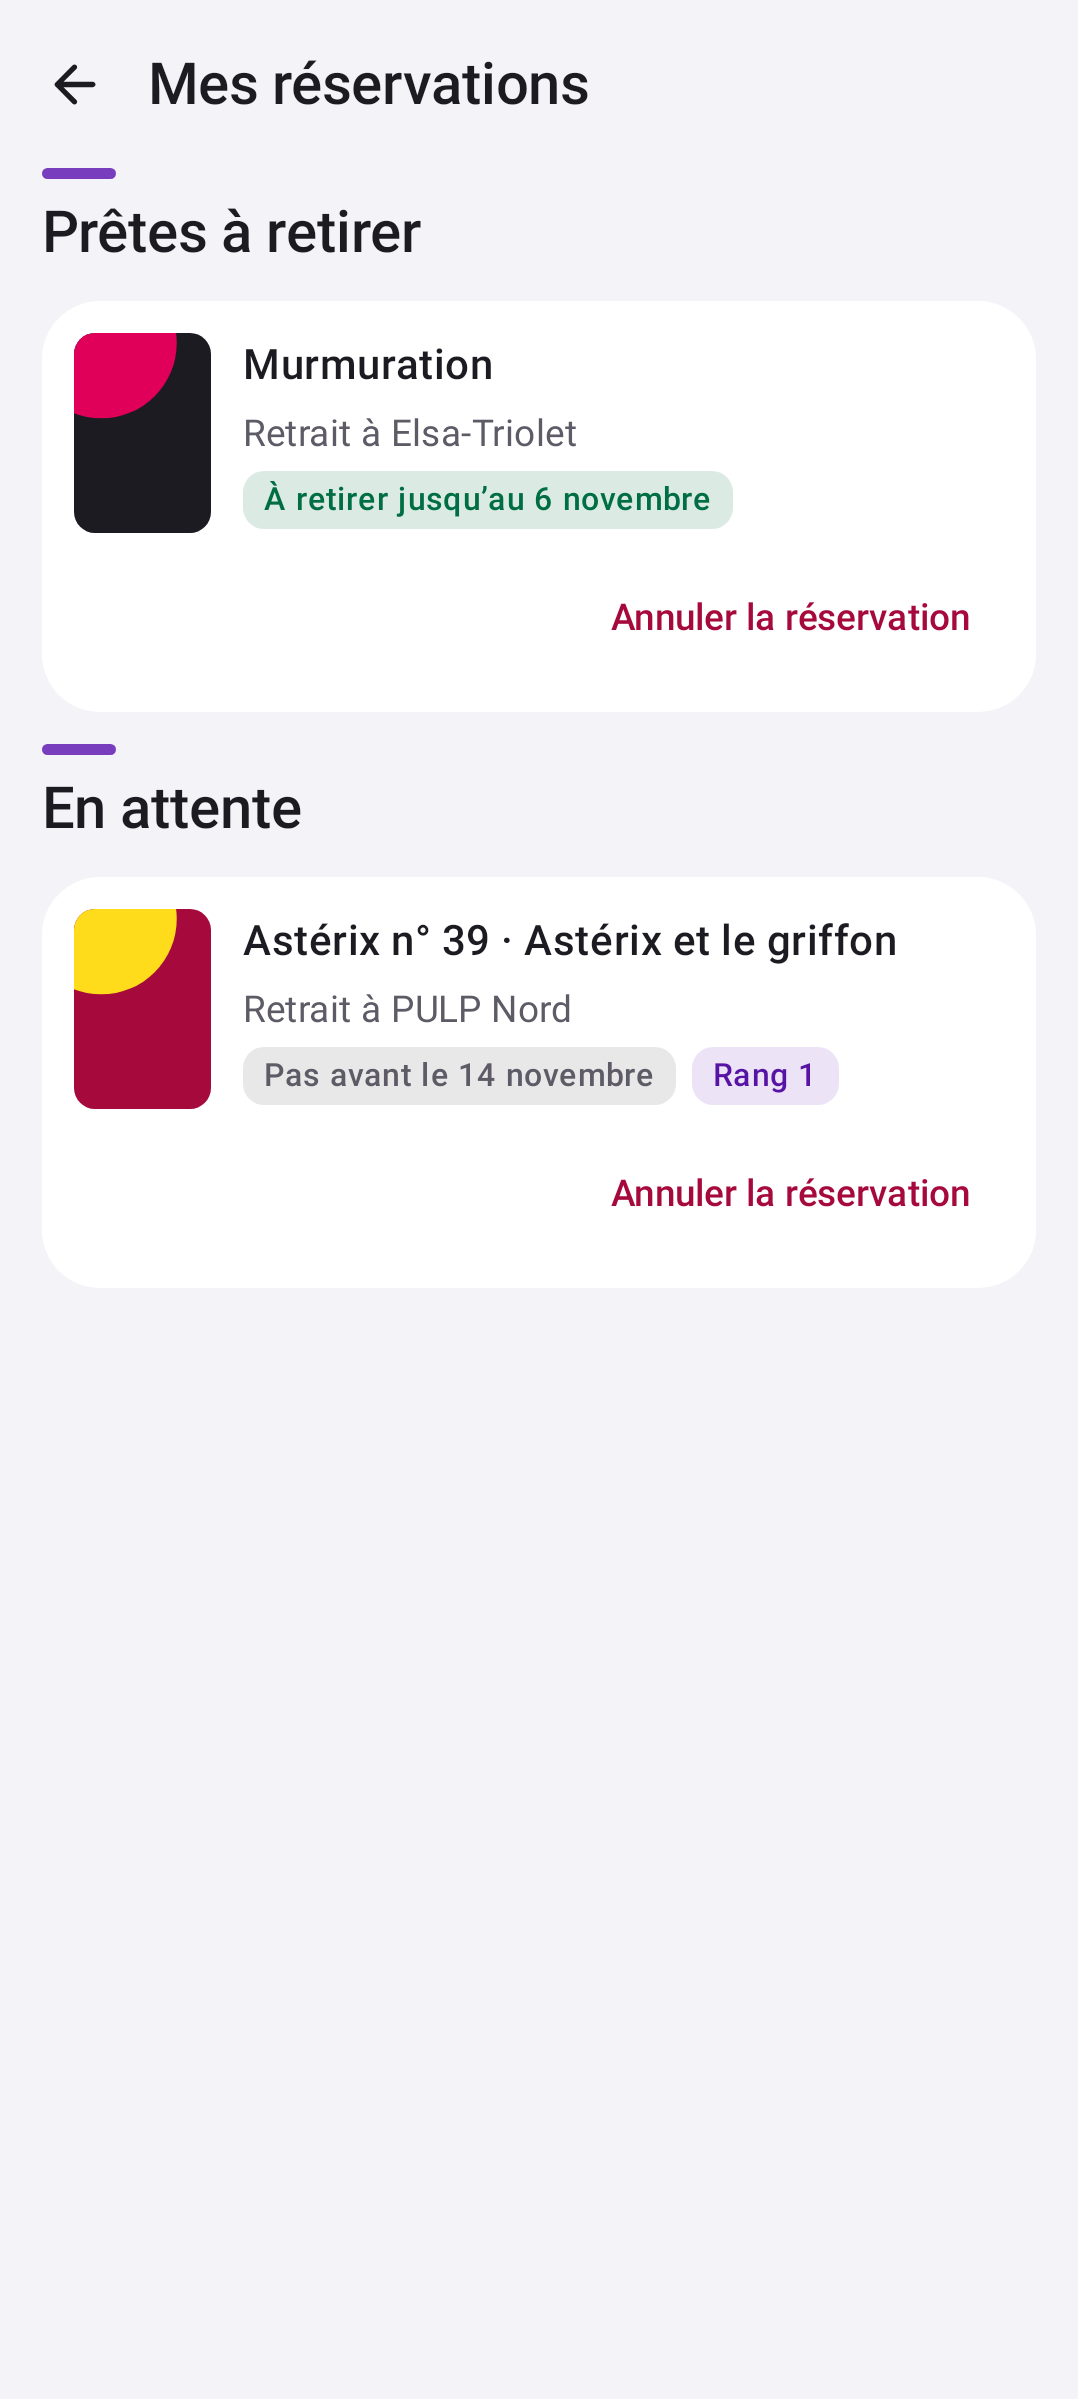 Mes réservations
Prêtes à retirer
Murmuration
Retrait à Elsa-Triolet
À retirer jusqu’au 6 novembre
Annuler la réservation
En attente
Astérix n° 39 · Astérix et le griffon
Retrait à PULP Nord
Pas avant le 14 novembre
Rang 1
Annuler la réservation